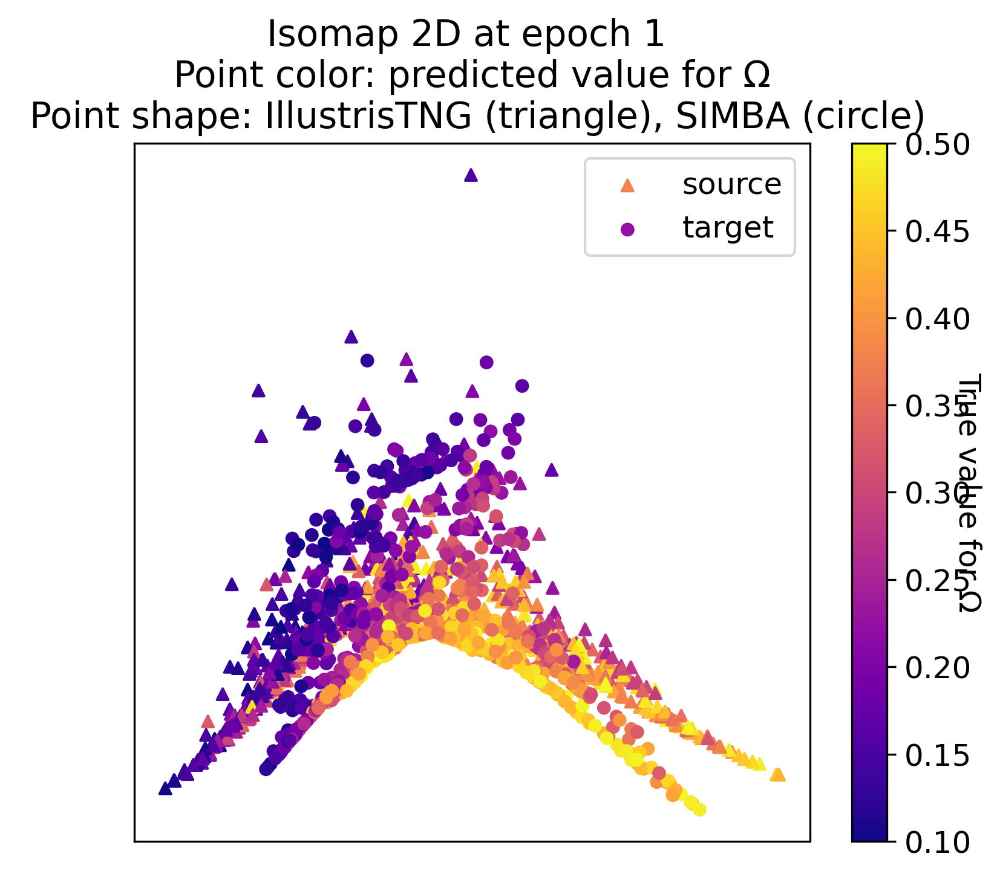 Isomap 2D at epoch 1
Point color: predicted value for Ω
Point shape: IllustrisTNG (triangle), SIMBA (circle)
source
target
0.50
0.45
0.40
0.35
0.30
0.25
0.20
0.15
0.10
True value for Ω